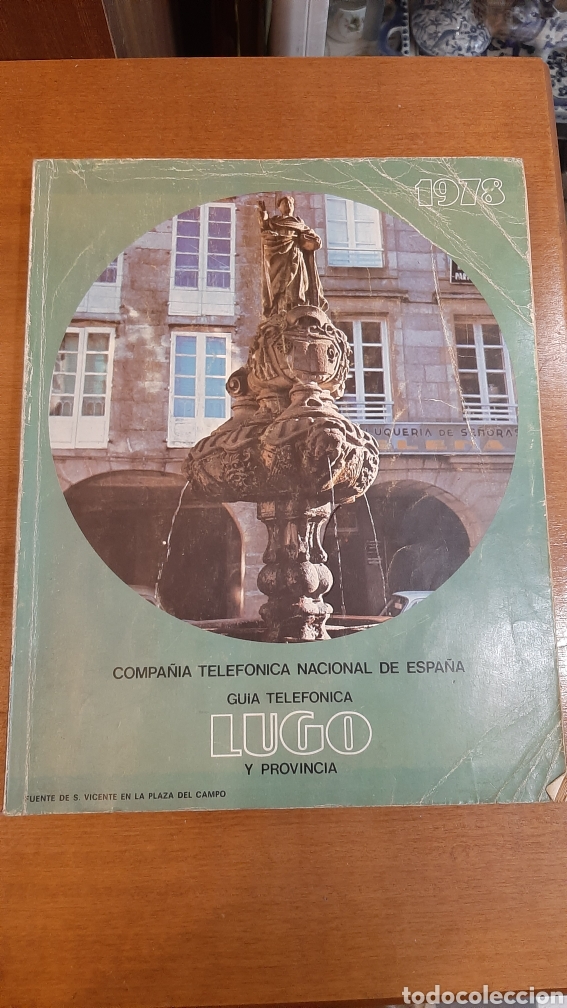 1978
LUQUERIA DE SEÑORAS
COMPAÑIA TELEFONICA NACIONAL DE ESPAÑA
GUIA TELEFONICA
LUGO
Y PROVINCIA
FUENTE DE S. VICENTE EN LA PLAZA DEL CAMPO
todocoleccion